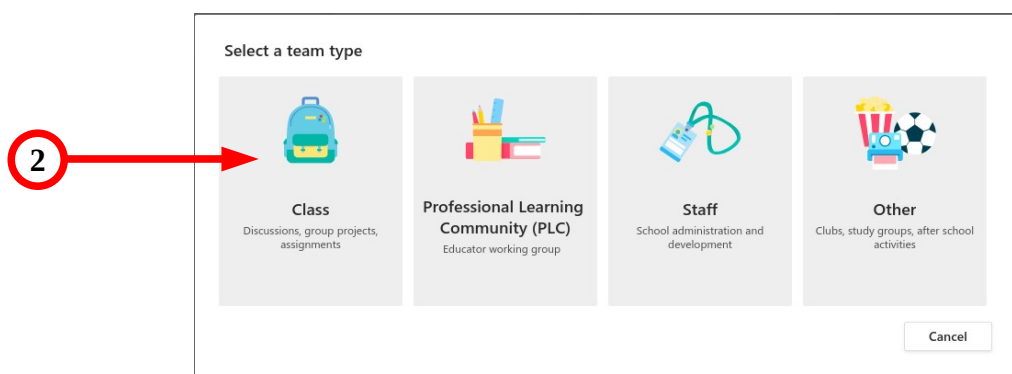 Select a team type
2
Class
Discussions, group projects,
assignments
Professional Learning
Community (PLC)
Educator working group
Staff
School administration and
development
Other
Clubs, study groups, after school
activities
Cancel